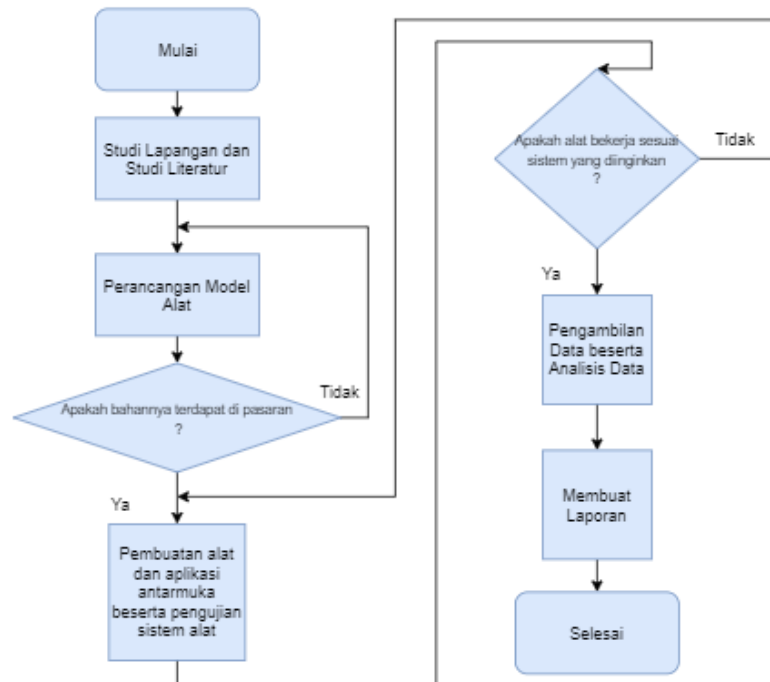 Mulai
Studi Lapangan dan
Studi Literatur
Perancangan Model
Alat
Tidak
Apakah bahannya terdapat di pasaran
?
Ya
Pembuatan alat
dan aplikasi
antarmuka
beserta pengujian
sistem alat
Apakah alat bekerja sesuai
sistem yang diinginkan
?
Tidak
Ya
Pengambilan
Data beserta
Analisis Data
Membuat
Laporan
Selesai